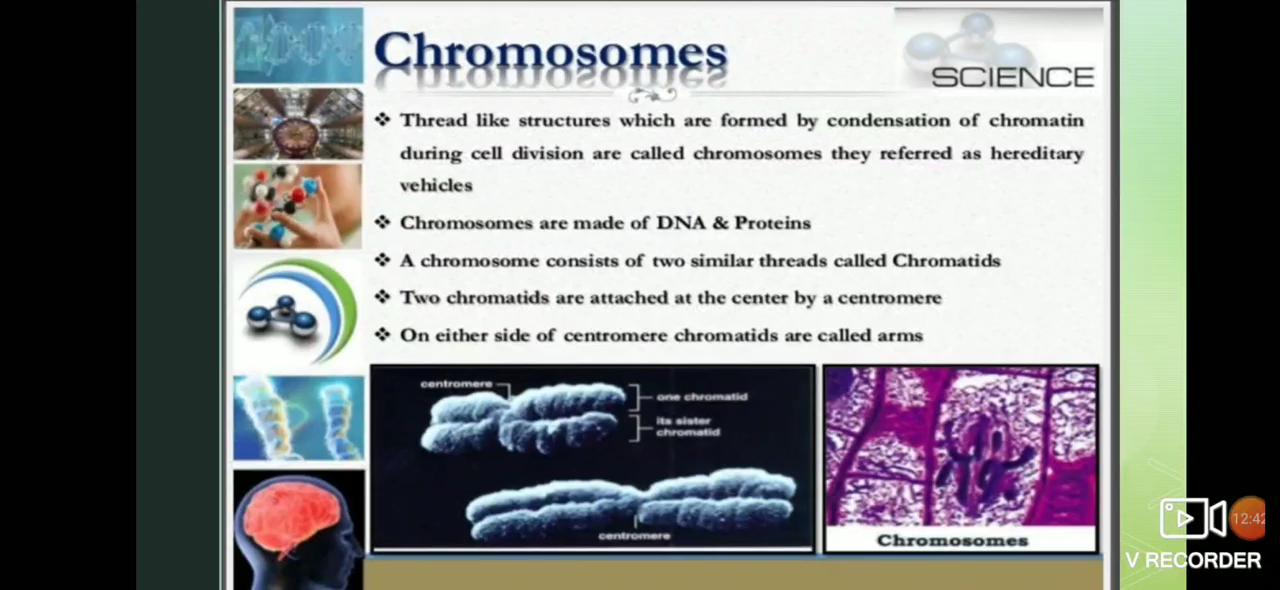 Chromosomes
SCIENCE
❖ Thread like structures which are formed by condensation of chromatin
during cell division are called chromosomes they referred as hereditary
vehicles
❖ Chromosomes are made of DNA & Proteins
❖ A chromosome consists of two similar threads called Chromatids
❖ Two chromatids are attached at the center by a centromere
❖ On either side of centromere chromatids are called arms
centromere
one chromatid
its sister
chromatid
centromere
Chromosomes
12:42
V RECORDER